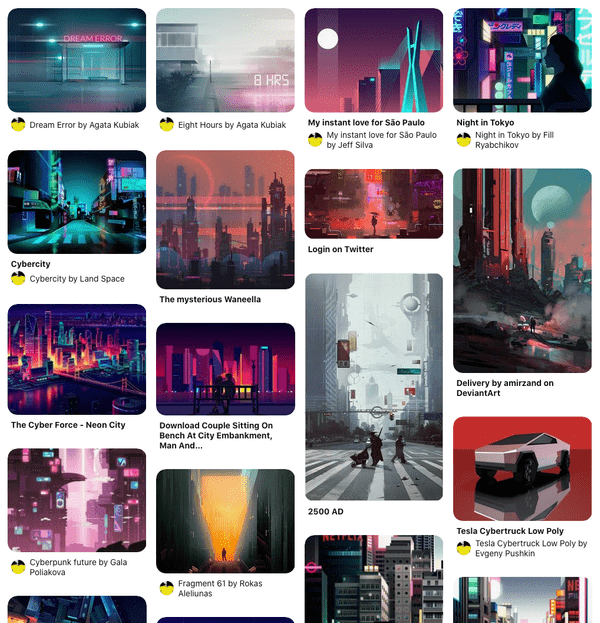 DREAM ERROR
Dream Error by Agata Kubiak
8 HRS
Eight Hours by Agata Kubiak
My instant love for São Paulo
My instant love for São Paulo
by Jeff Silva
Night in Tokyo
Night in Tokyo by Fill
Ryabchikov
Cybercity
Cybercity by Land Space
The mysterious Waneella
Login on Twitter
Delivery by amirzand on
DeviantArt
The Cyber Force - Neon City
Download Couple Sitting On
Bench At City Embankment,
Man And...
2500 AD
Tesla Cybertruck Low Poly
Tesla Cybertruck Low Poly by
Evgeny Pushkin
Cyberpunk future by Gala
Poliakova
Fragment 61 by Rokas
Aleliunas
NETFLIX